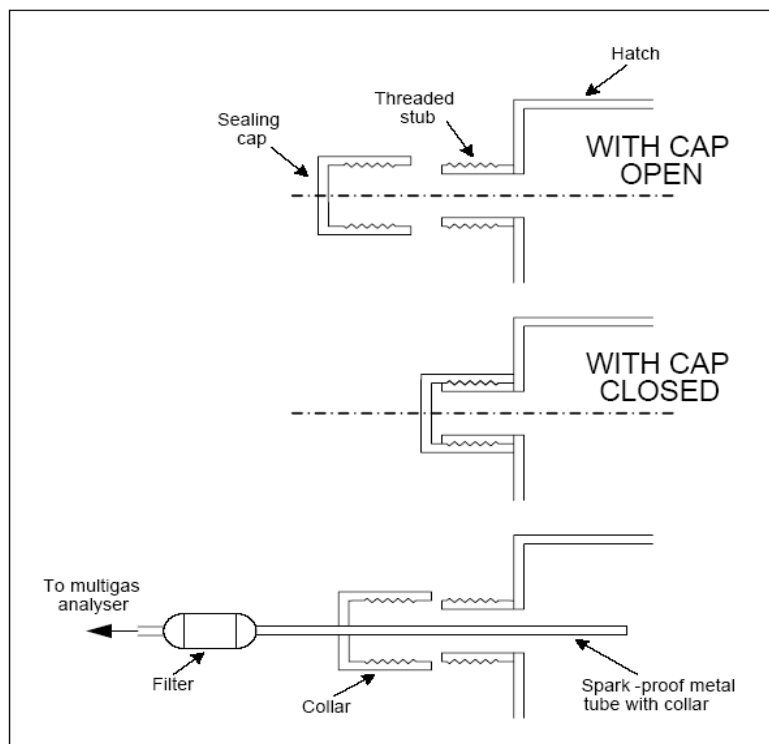 Hatch
Threaded
stub
Sealing
cap
WITH CAP
OPEN
WITH CAP
CLOSED
To multigas
analyser
Filter
Collar
Spark -proof metal
tube with collar